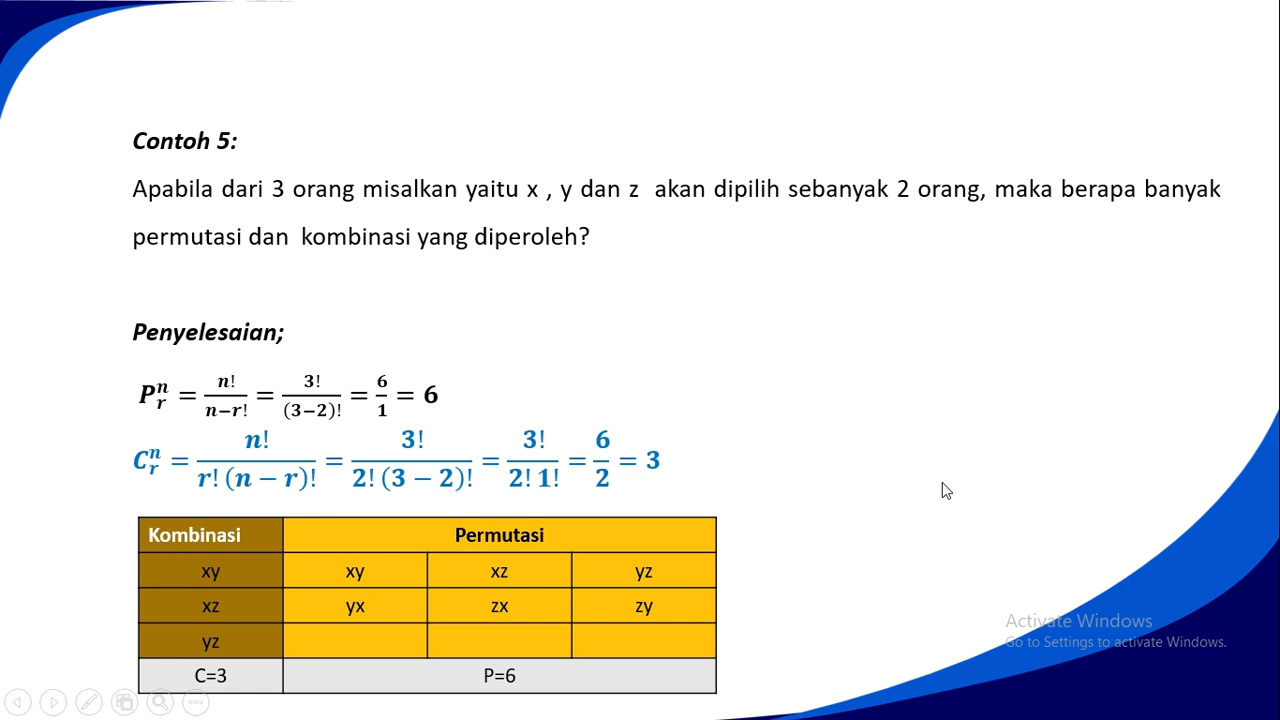 Contoh 5:
Apabila dari 3 orang misalkan yaitu x , y dan z akan dipilih sebanyak 2 orang, maka berapa banyak
permutasi dan kombinasi yang diperoleh?
Penyelesaian;
P^n_r = n!/n−r! = 3!/(3−2)! = 6/1 = 6
C^n_r = n!/r!(n − r)! = 3!/2!(3 − 2)! = 3!/2! 1! = 6/2 = 3
Kombinasi Permutasi
xy xy xz yz
xz yx zx zy
yz
C=3 P=6
Activate Windows
Go to Settings to activate Windows.